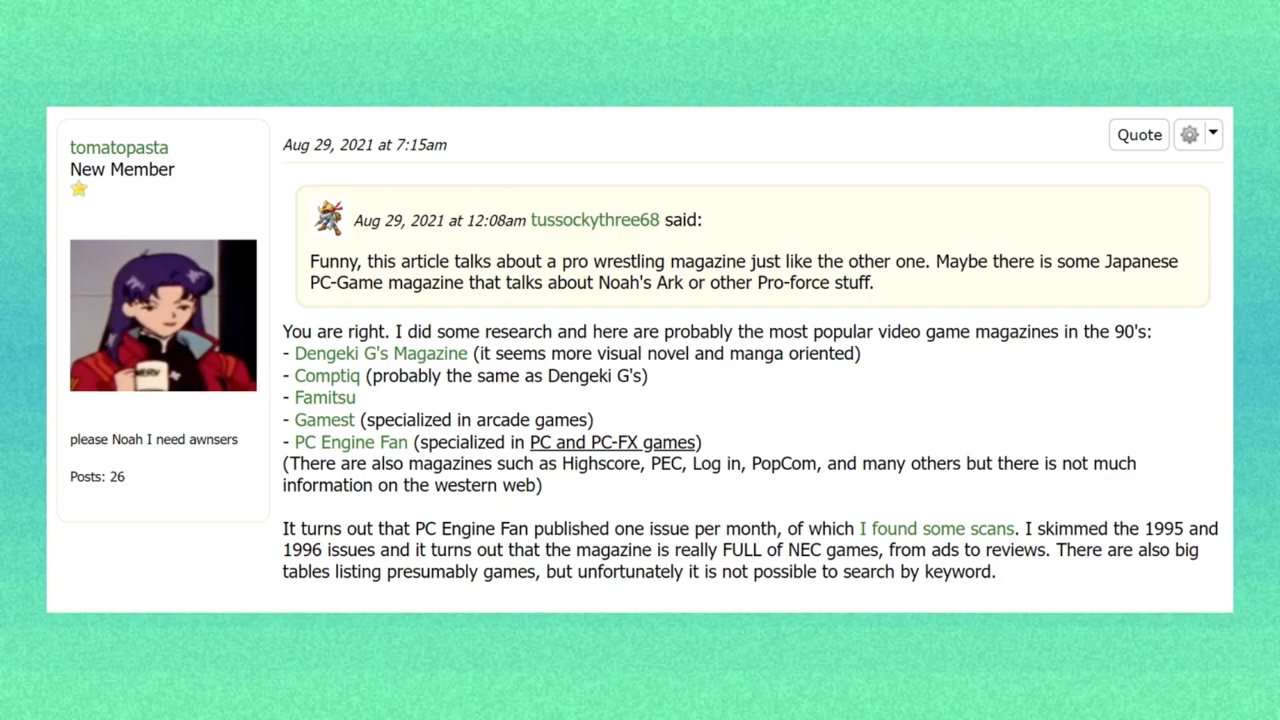 tomatopasta
New Member
please Noah I need awnsers
Posts: 26
Aug 29, 2021 at 7:15am
Quote
Aug 29, 2021 at 12:08am tussockythree68 said:
Funny, this article talks about a pro wrestling magazine just like the other one. Maybe there is some Japanese
PC-Game magazine that talks about Noah's Ark or other Pro-force stuff.
You are right. I did some research and here are probably the most popular video game magazines in the 90's:
- Dengeki G's Magazine (it seems more visual novel and manga oriented)
- Comptiq (probably the same as Dengeki G's)
- Famitsu
- Gamest (specialized in arcade games)
- PC Engine Fan (specialized in PC and PC-FX games)
(There are also magazines such as Highscore, PEC, Log in, PopCom, and many others but there is not much
information on the western web)
It turns out that PC Engine Fan published one issue per month, of which I found some scans. I skimmed the 1995 and
1996 issues and it turns out that the magazine is really FULL of NEC games, from ads to reviews. There are also big
tables listing presumably games, but unfortunately it is not possible to search by keyword.